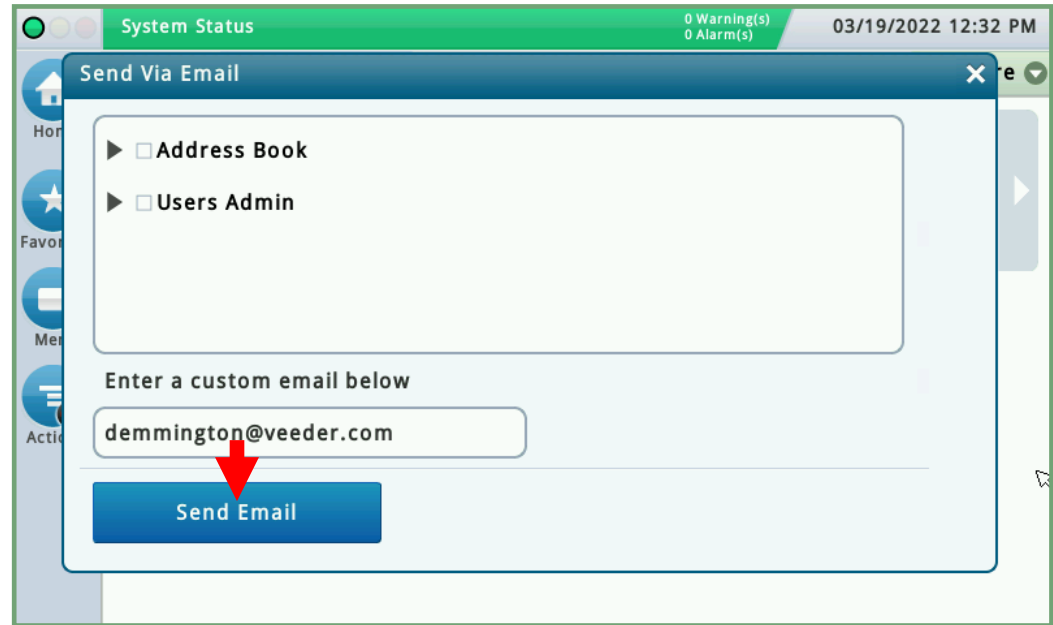 System Status
0 Warning(s)
0 Alarm(s)
03/19/2022 12:32 PM
Send Via Email
Address Book
Users Admin
Enter a custom email below
demmington@veeder.com
Send Email